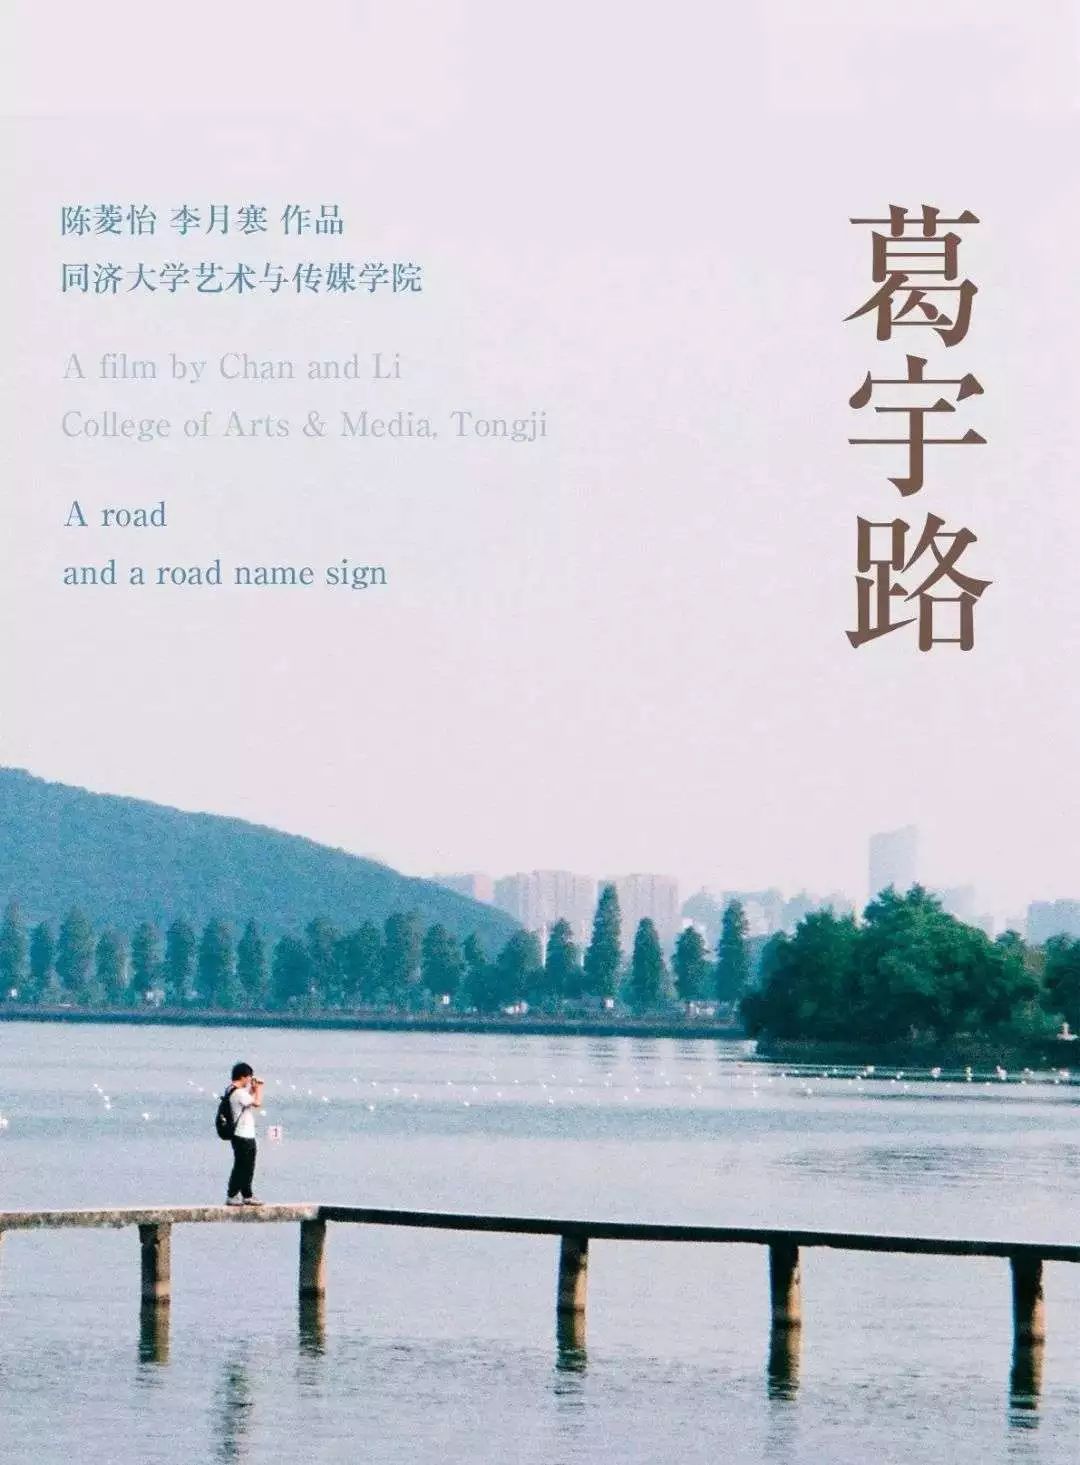 陈菱怡 李月寒 作品
同济大学艺术与传媒学院
A film by Chan and Li
College of Arts & Media, Tongji
A road
and a road name sign
葛宇路
1